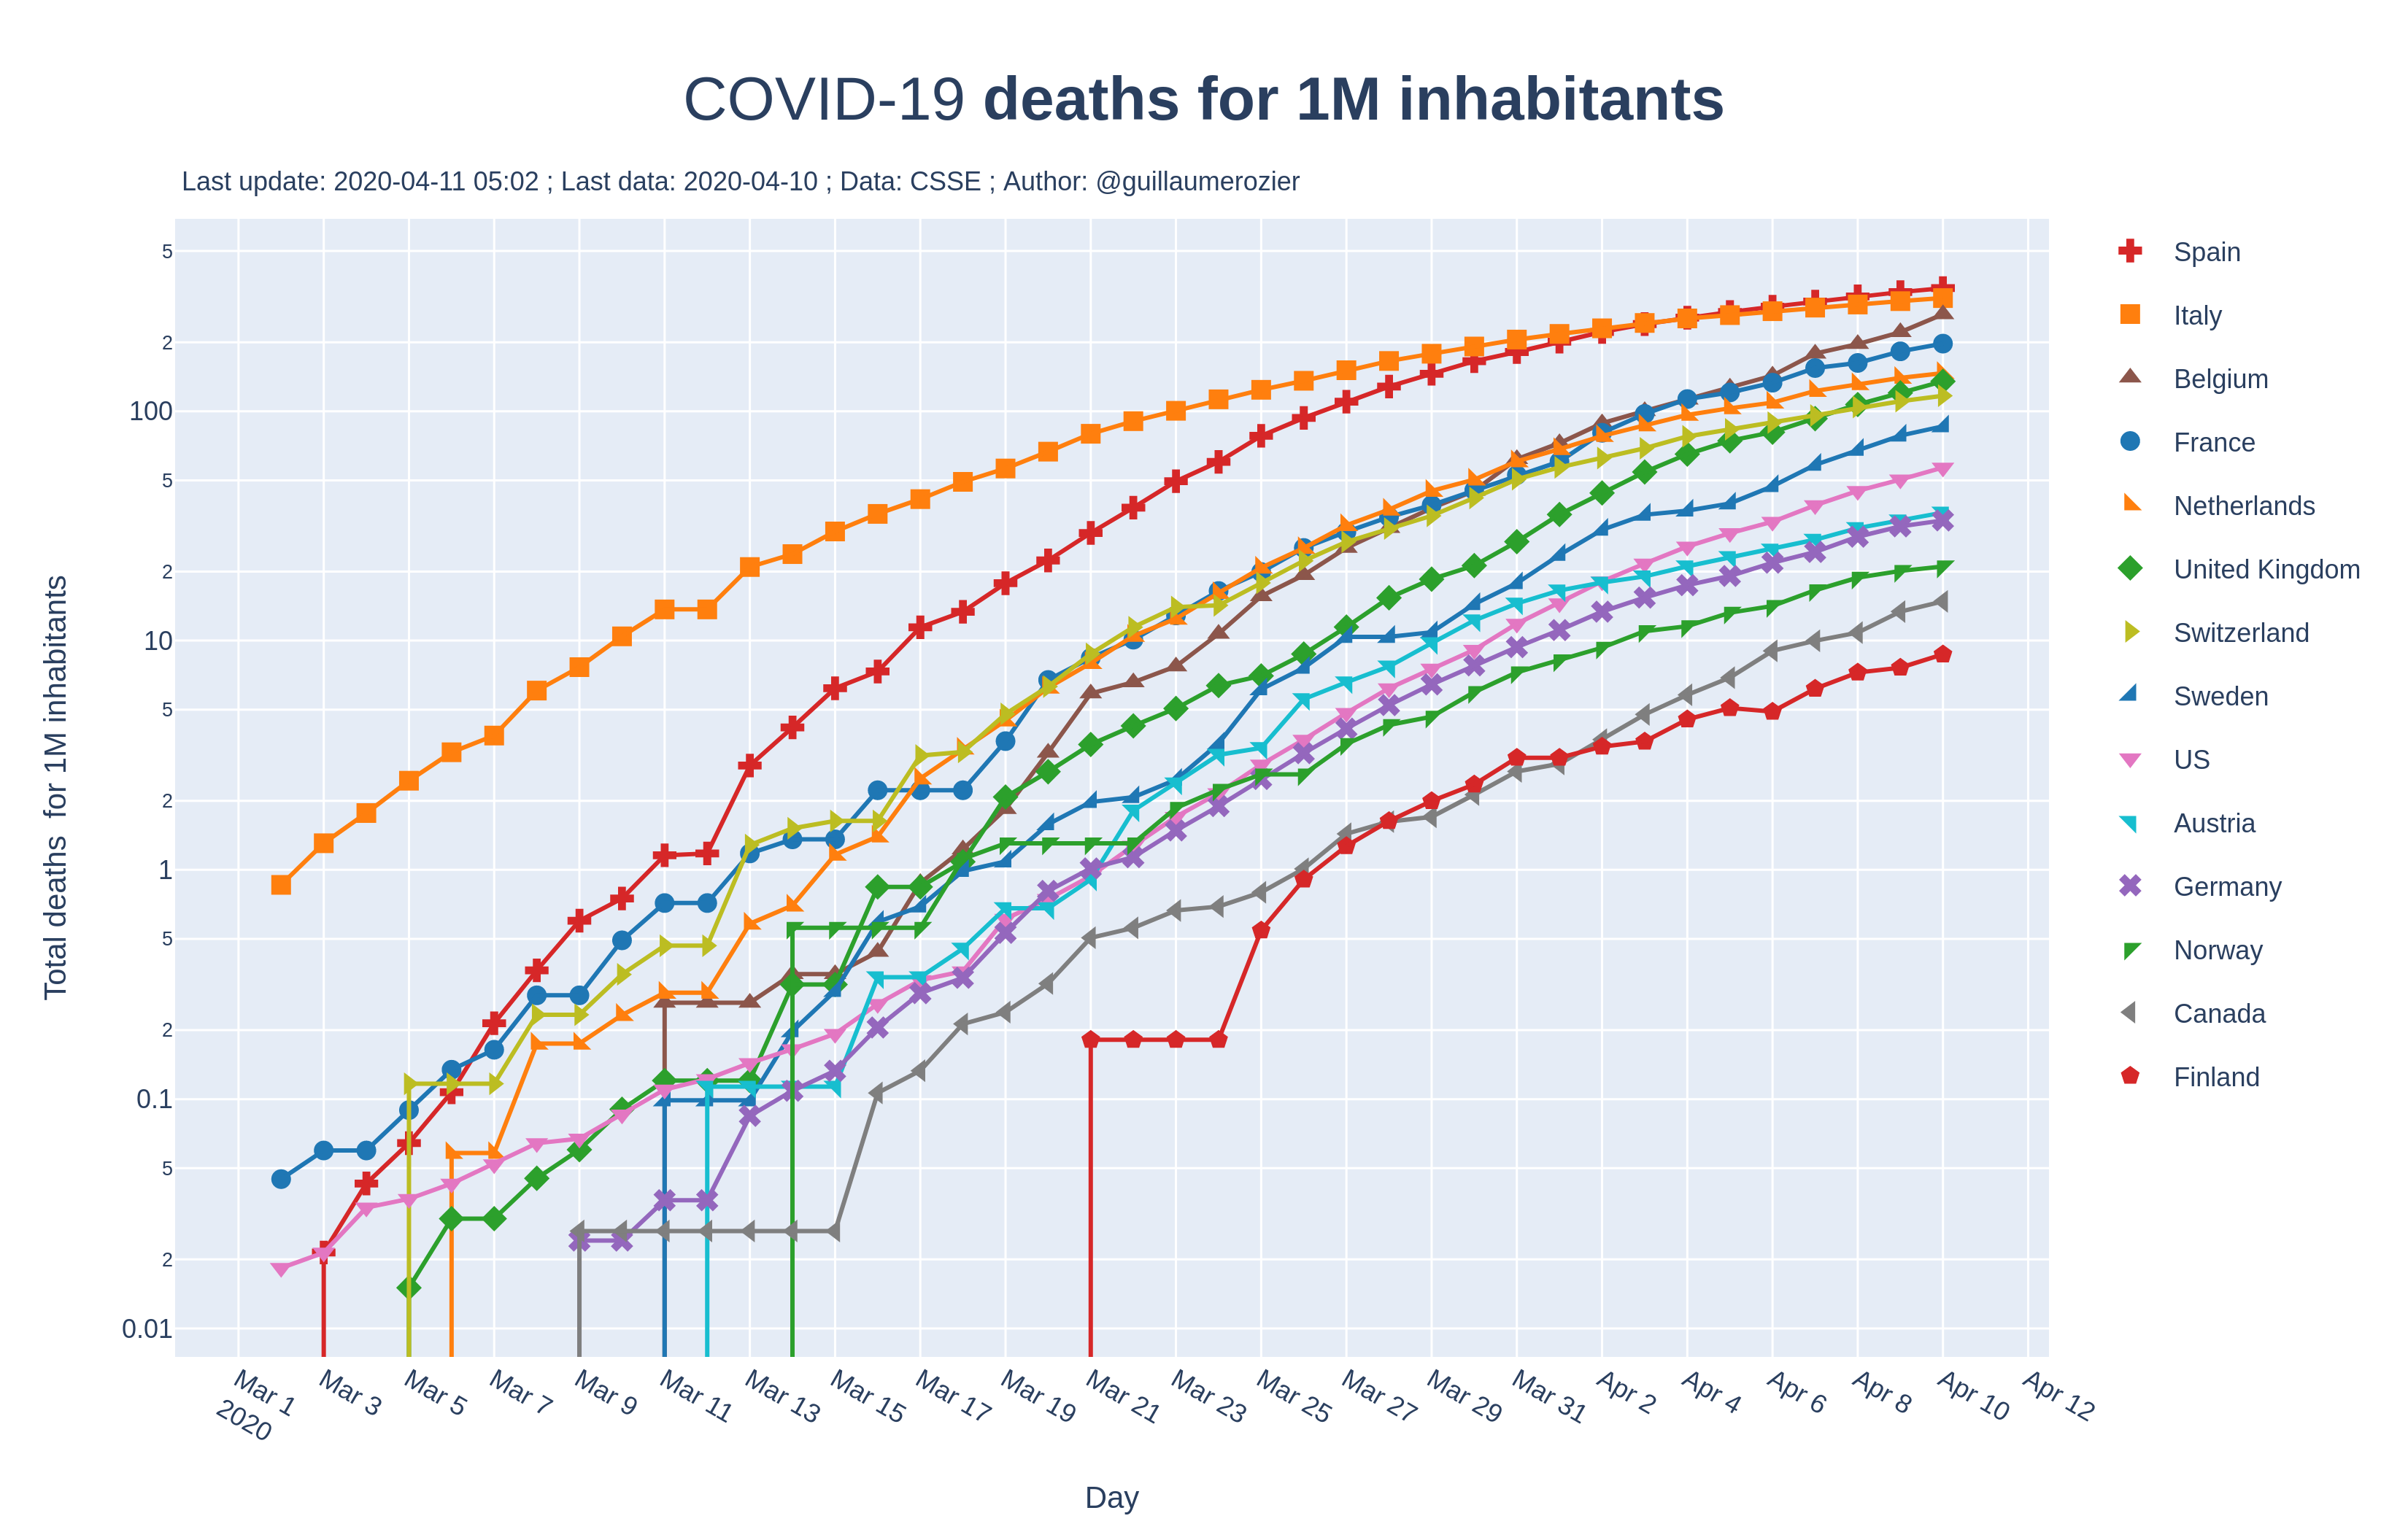 COVID-19 deaths for 1M inhabitants
Last update: 2020-04-11 05:02 ; Last data: 2020-04-10 ; Data: CSSE ; Author: @guillaumerozier
Total deaths for 1M inhabitants
5
2
100
5
2
10
5
2
1
5
2
0.1
5
2
0.01
Mar 1
2020
Mar 3
Mar 5
Mar 7
Mar 9
Mar 11
Mar 13
Mar 15
Mar 17
Mar 19
Mar 21
Mar 23
Mar 25
Mar 27
Mar 29
Mar 31
Apr 2
Apr 4
Apr 6
Apr 8
Apr 10
Apr 12
Day
Spain
Italy
Belgium
France
Netherlands
United Kingdom
Switzerland
Sweden
US
Austria
Germany
Norway
Canada
Finland